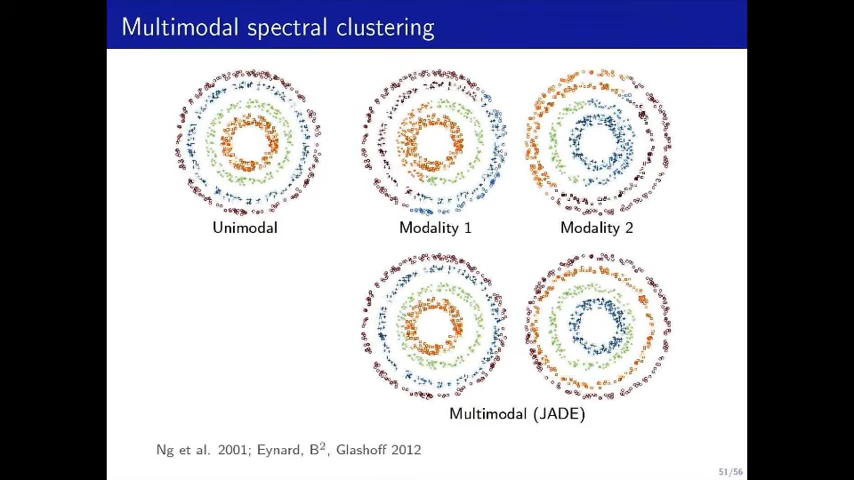 Multimodal spectral clustering
Unimodal
Modality 1
Modality 2
Multimodal (JADE)
Ng et al. 2001; Eynard, B², Glashoff 2012
51/56